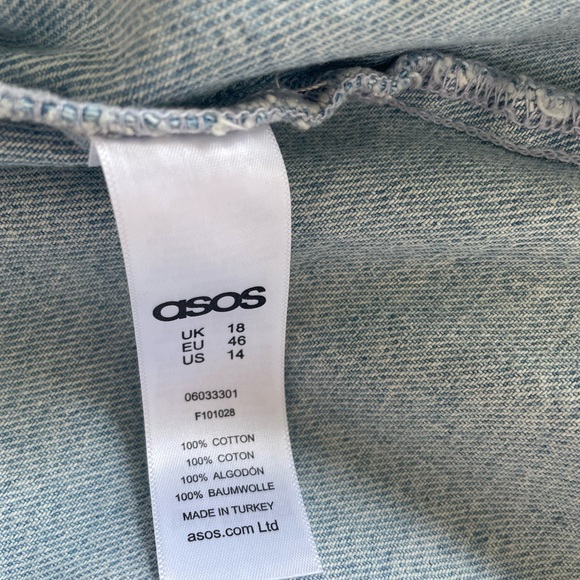 asos
UK 18
EU 46
US 14
06033301
F101028
100% COTTON
100% COTON
100% ALGODÓN
100% BAUMWOLLE
MADE IN TURKEY
asos.com Ltd